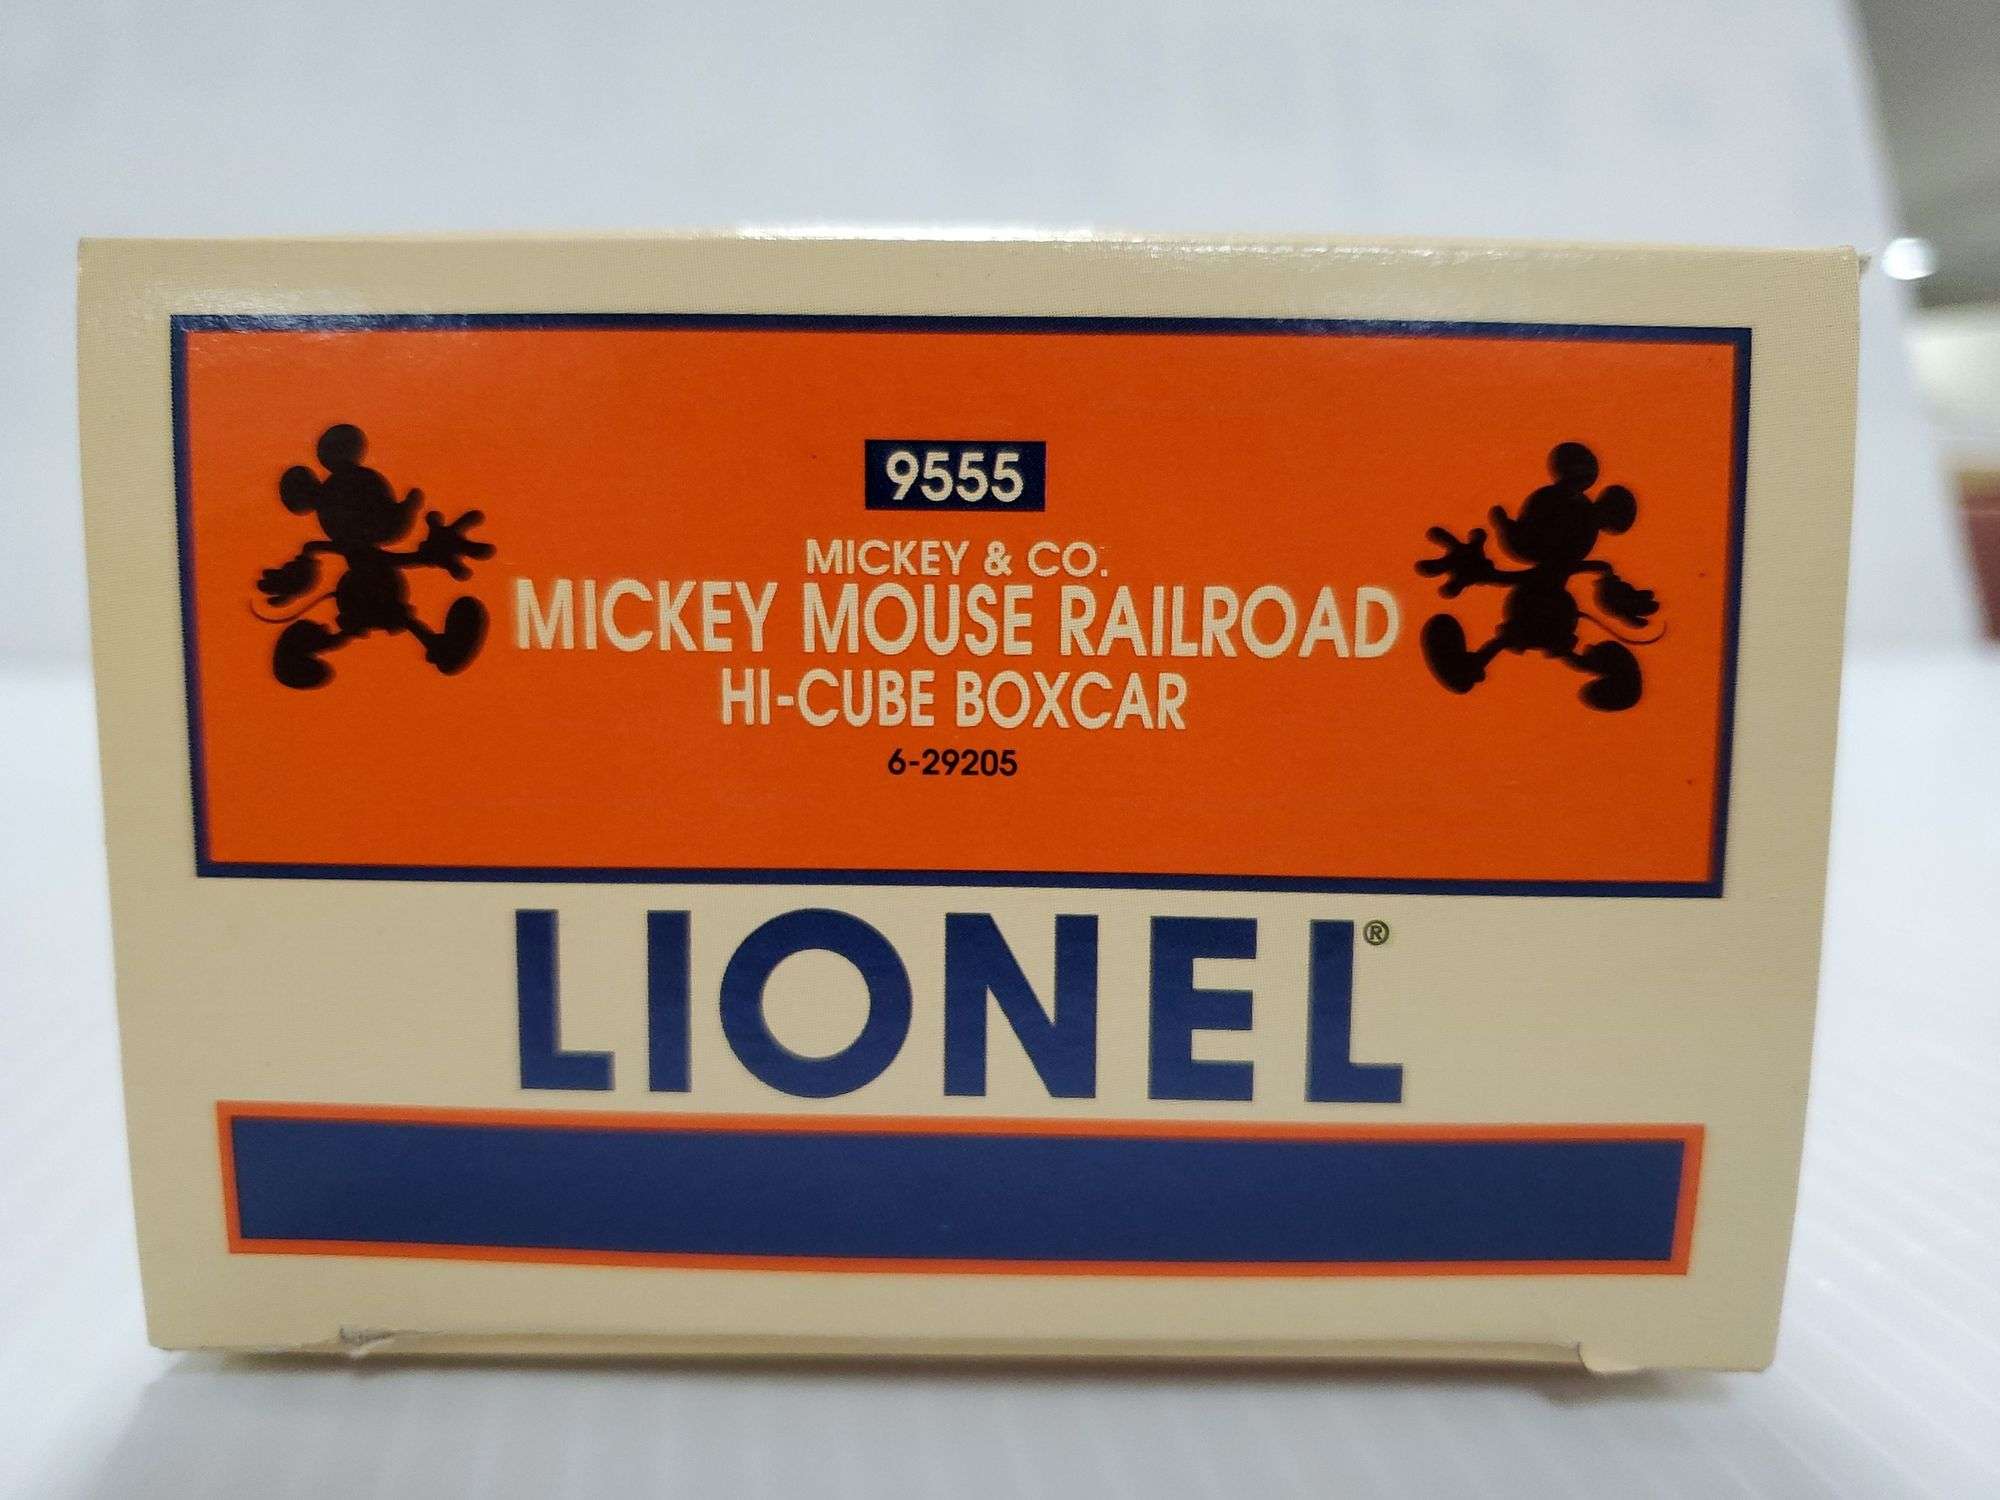 9555
MICKEY & CO.
MICKEY MOUSE RAILROAD
HI-CUBE BOXCAR
6-29205
LIONEL®